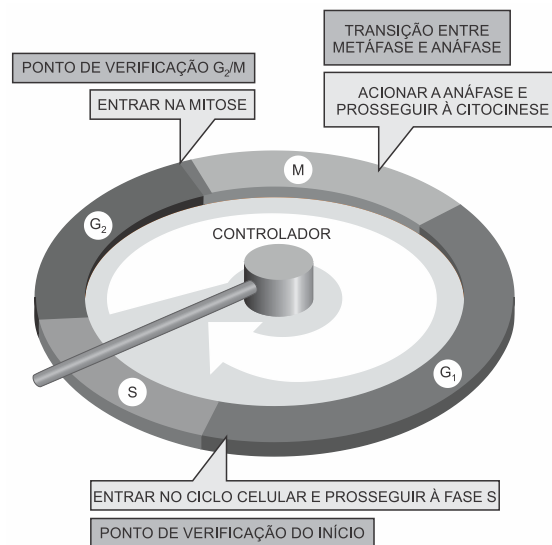 TRANSIÇÃO ENTRE
METÁFASE E ANÁFASE
PONTO DE VERIFICAÇÃO G₂/M
ENTRAR NA MITOSE
ACIONAR A ANÁFASE E
PROSSEGUIR À CITOCINESE
M
G₂
CONTROLADOR
G₁
S
ENTRAR NO CICLO CELULAR E PROSSEGUIR À FASE S
PONTO DE VERIFICAÇÃO DO INÍCIO